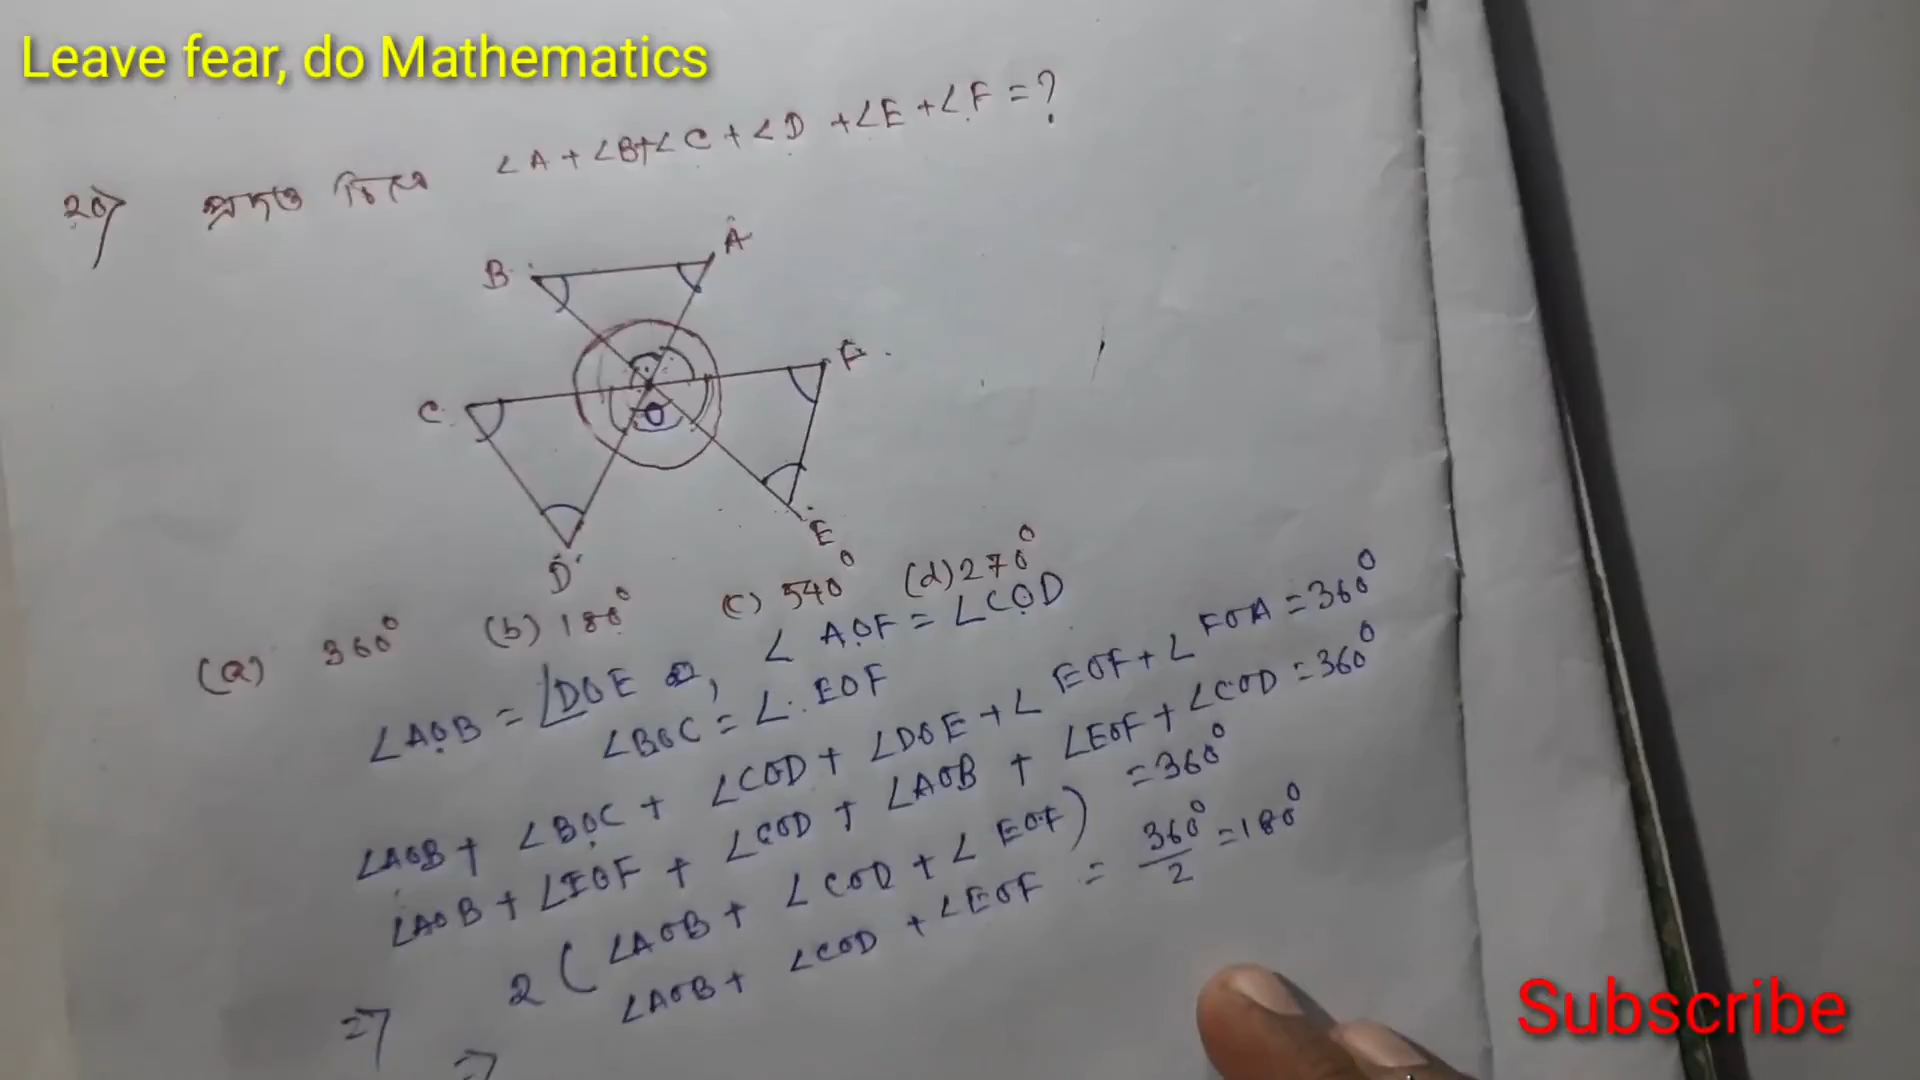 Leave fear, do Mathematics
২০) প্রদত্ত চিত্রে ∠A + ∠B + ∠C + ∠D + ∠E + ∠F = ?
B A
F
C
O
E
D
(a) 360° (b) 180° (c) 540° (d) 270°
∠AOB = ∠DOE , ∠AOF = ∠COD
∠BOC = ∠EOF
∠AOB + ∠BOC + ∠COD + ∠DOE + ∠EOF + ∠FOA = 360°
∠AOB + ∠EOF + ∠COD + ∠AOB + ∠EOF + ∠COD = 360°
⇒ 2 (∠AOB + ∠COD + ∠EOF) = 360°
⇒ ∠AOB + ∠COD + ∠EOF = 360°/2 = 180°
Subscribe